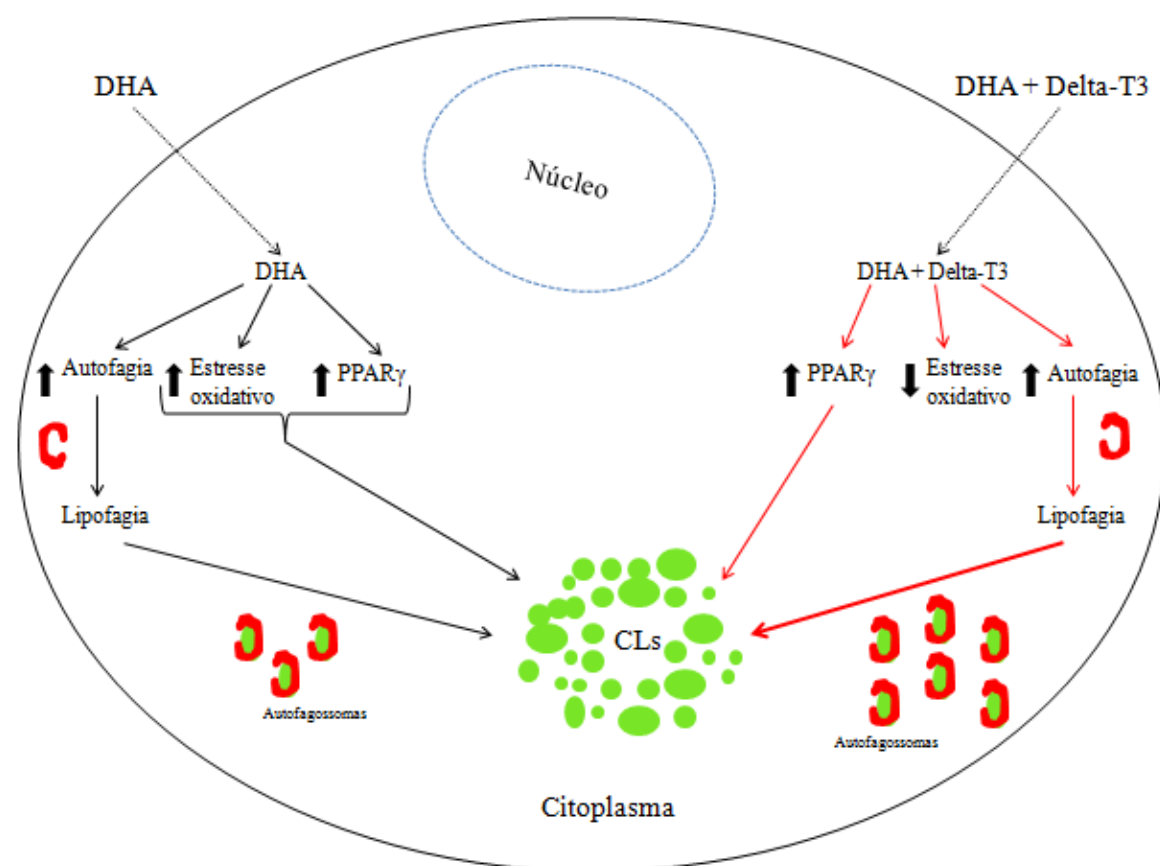 DHA
DHA + Delta-T3
Núcleo
DHA
DHA + Delta-T3
Autofagia
Estresse
oxidativo
PPARγ
PPARγ
Estresse
oxidativo
Autofagia
Lipofagia
Lipofagia
CLs
Autofagossomas
Autofagossomas
Citoplasma